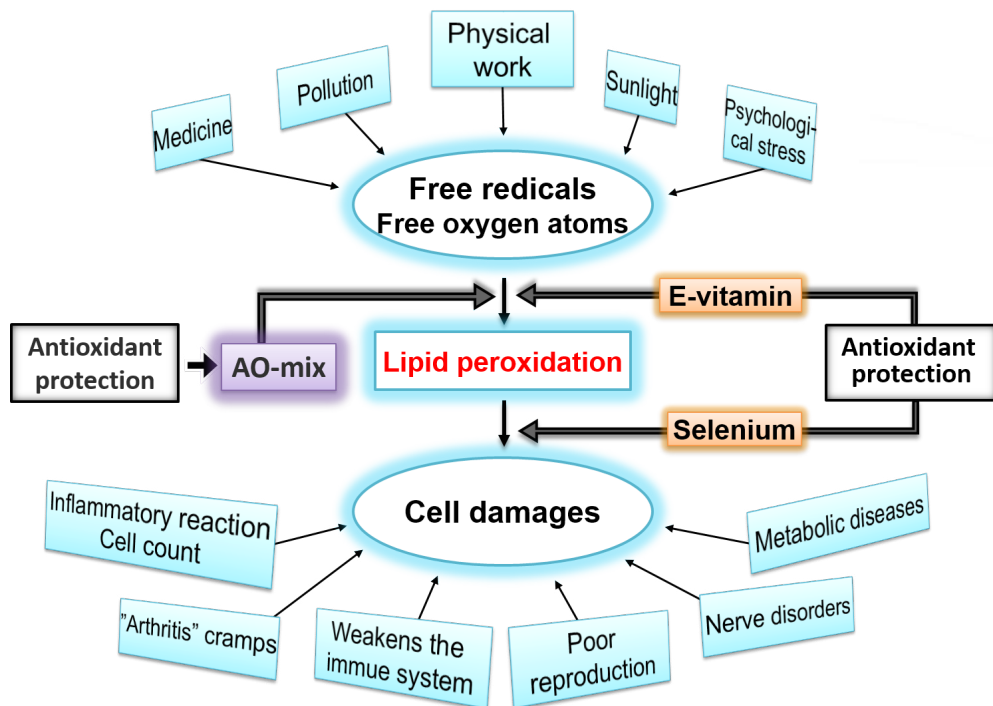 Physical
work
Pollution
Sunlight
Medicine
Psychologi-
cal stress
Free redicals
Free oxygen atoms
E-vitamin
Antioxidant
protection
AO-mix
Lipid peroxidation
Antioxidant
protection
Selenium
Cell damages
Inflammatory reaction
Cell count
Metabolic diseases
"Arthritis" cramps
Weakens the
immue system
Poor
reproduction
Nerve disorders